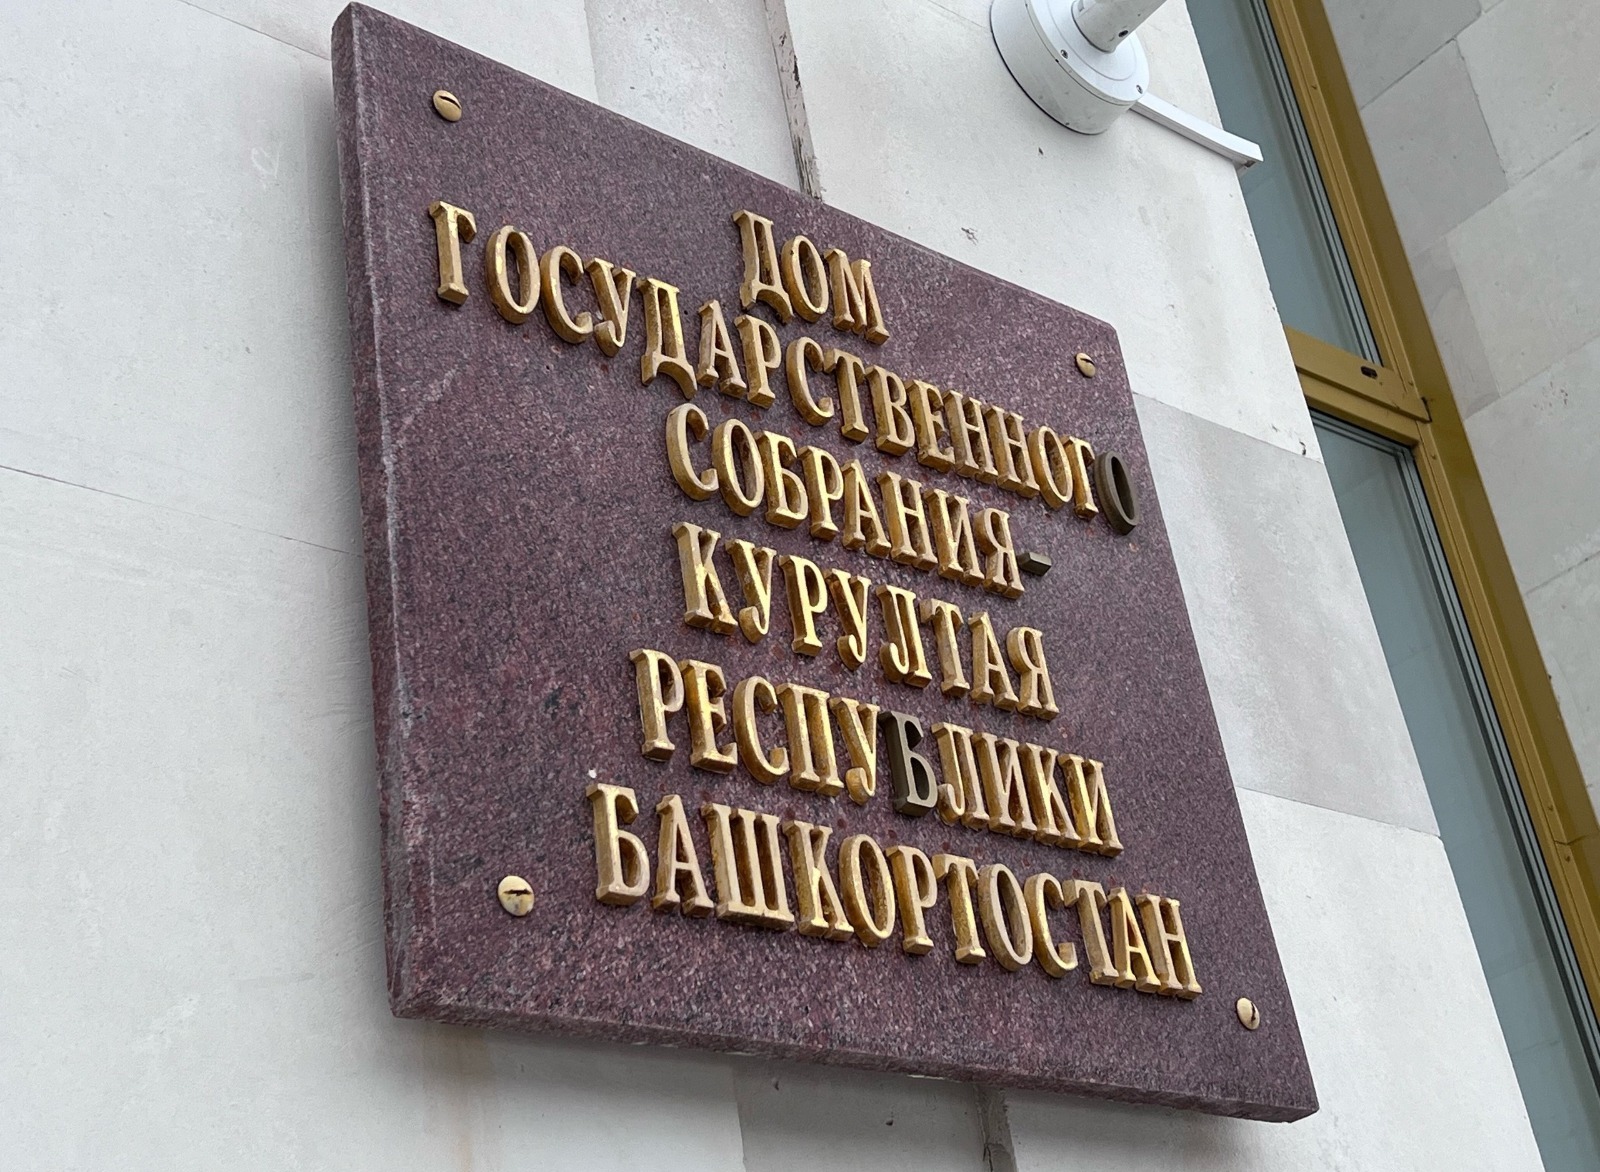 ДОМ
ГОСУДАРСТВЕННОГО
СОБРАНИЯ-
КУРУЛТАЯ
РЕСПУБЛИКИ
БАШКОРТОСТАН